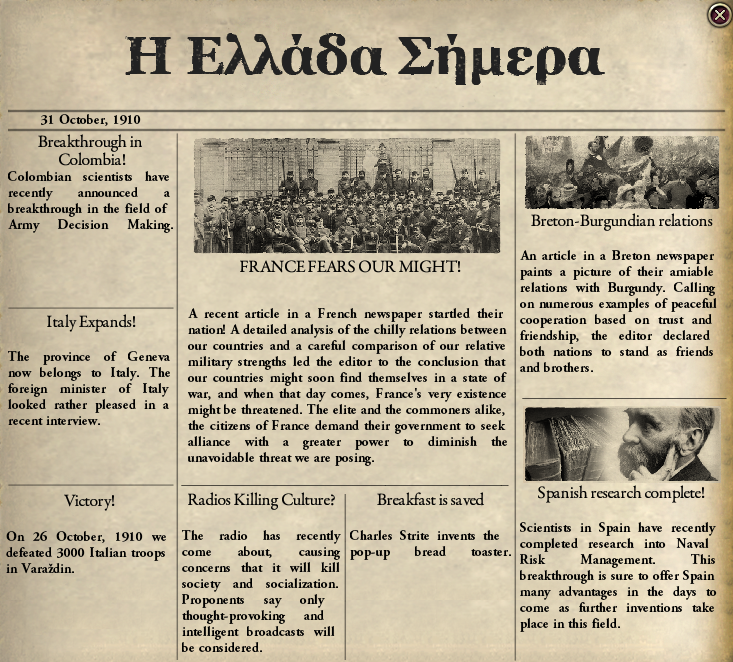 Η Ελλάδα Σήμερα
31 October, 1910
Breakthrough in
Colombia!
Colombian scientists have
recently announced a
breakthrough in the field of
Army Decision Making.
Italy Expands!
The province of Geneva
now belongs to Italy. The
foreign minister of Italy
looked rather pleased in a
recent interview.
Victory!
On 26 October, 1910 we
defeated 3000 Italian troops
in Varaždin.
FRANCE FEARS OUR MIGHT!
A recent article in a French newspaper startled their
nation! A detailed analysis of the chilly relations between
our countries and a careful comparison of our relative
military strengths led the editor to the conclusion that
our countries might soon find themselves in a state of
war, and when that day comes, France's very existence
might be threatened. The elite and the commoners alike,
the citizens of France demand their government to seek
alliance with a greater power to diminish the
unavoidable threat we are posing.
Radios Killing Culture?
The radio has recently
come about, causing
concerns that it will kill
society and socialization.
Proponents say only
thought-provoking and
intelligent broadcasts will
be considered.
Breakfast is saved
Charles Strite invents the
pop-up bread toaster.
Breton-Burgundian relations
An article in a Breton newspaper
paints a picture of their amiable
relations with Burgundy. Calling
on numerous examples of peaceful
cooperation based on trust and
friendship, the editor declared
both nations to stand as friends
and brothers.
Spanish research complete!
Scientists in Spain have recently
completed research into Naval
Risk Management. This
breakthrough is sure to offer Spain
many advantages in the days to
come as further inventions take
place in this field.